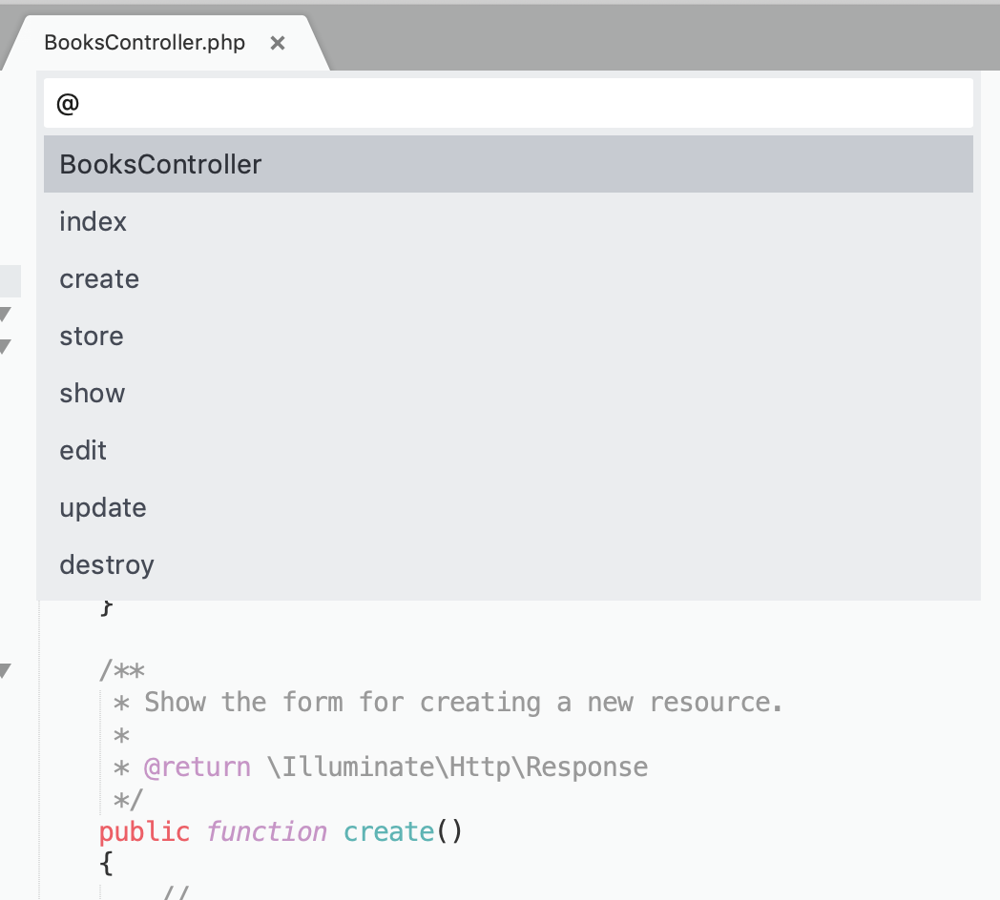 BooksController.php ×
@
BooksController
index
create
store
show
edit
update
destroy
}
/**
* Show the form for creating a new resource.
*
* @return \Illuminate\Http\Response
*/
public function create()
{
//